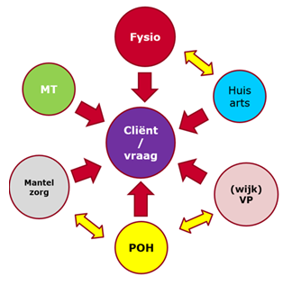 Fysio
MT
Huis
arts
Cliënt
/
vraag
Mantel
zorg
(wijk)
VP
POH